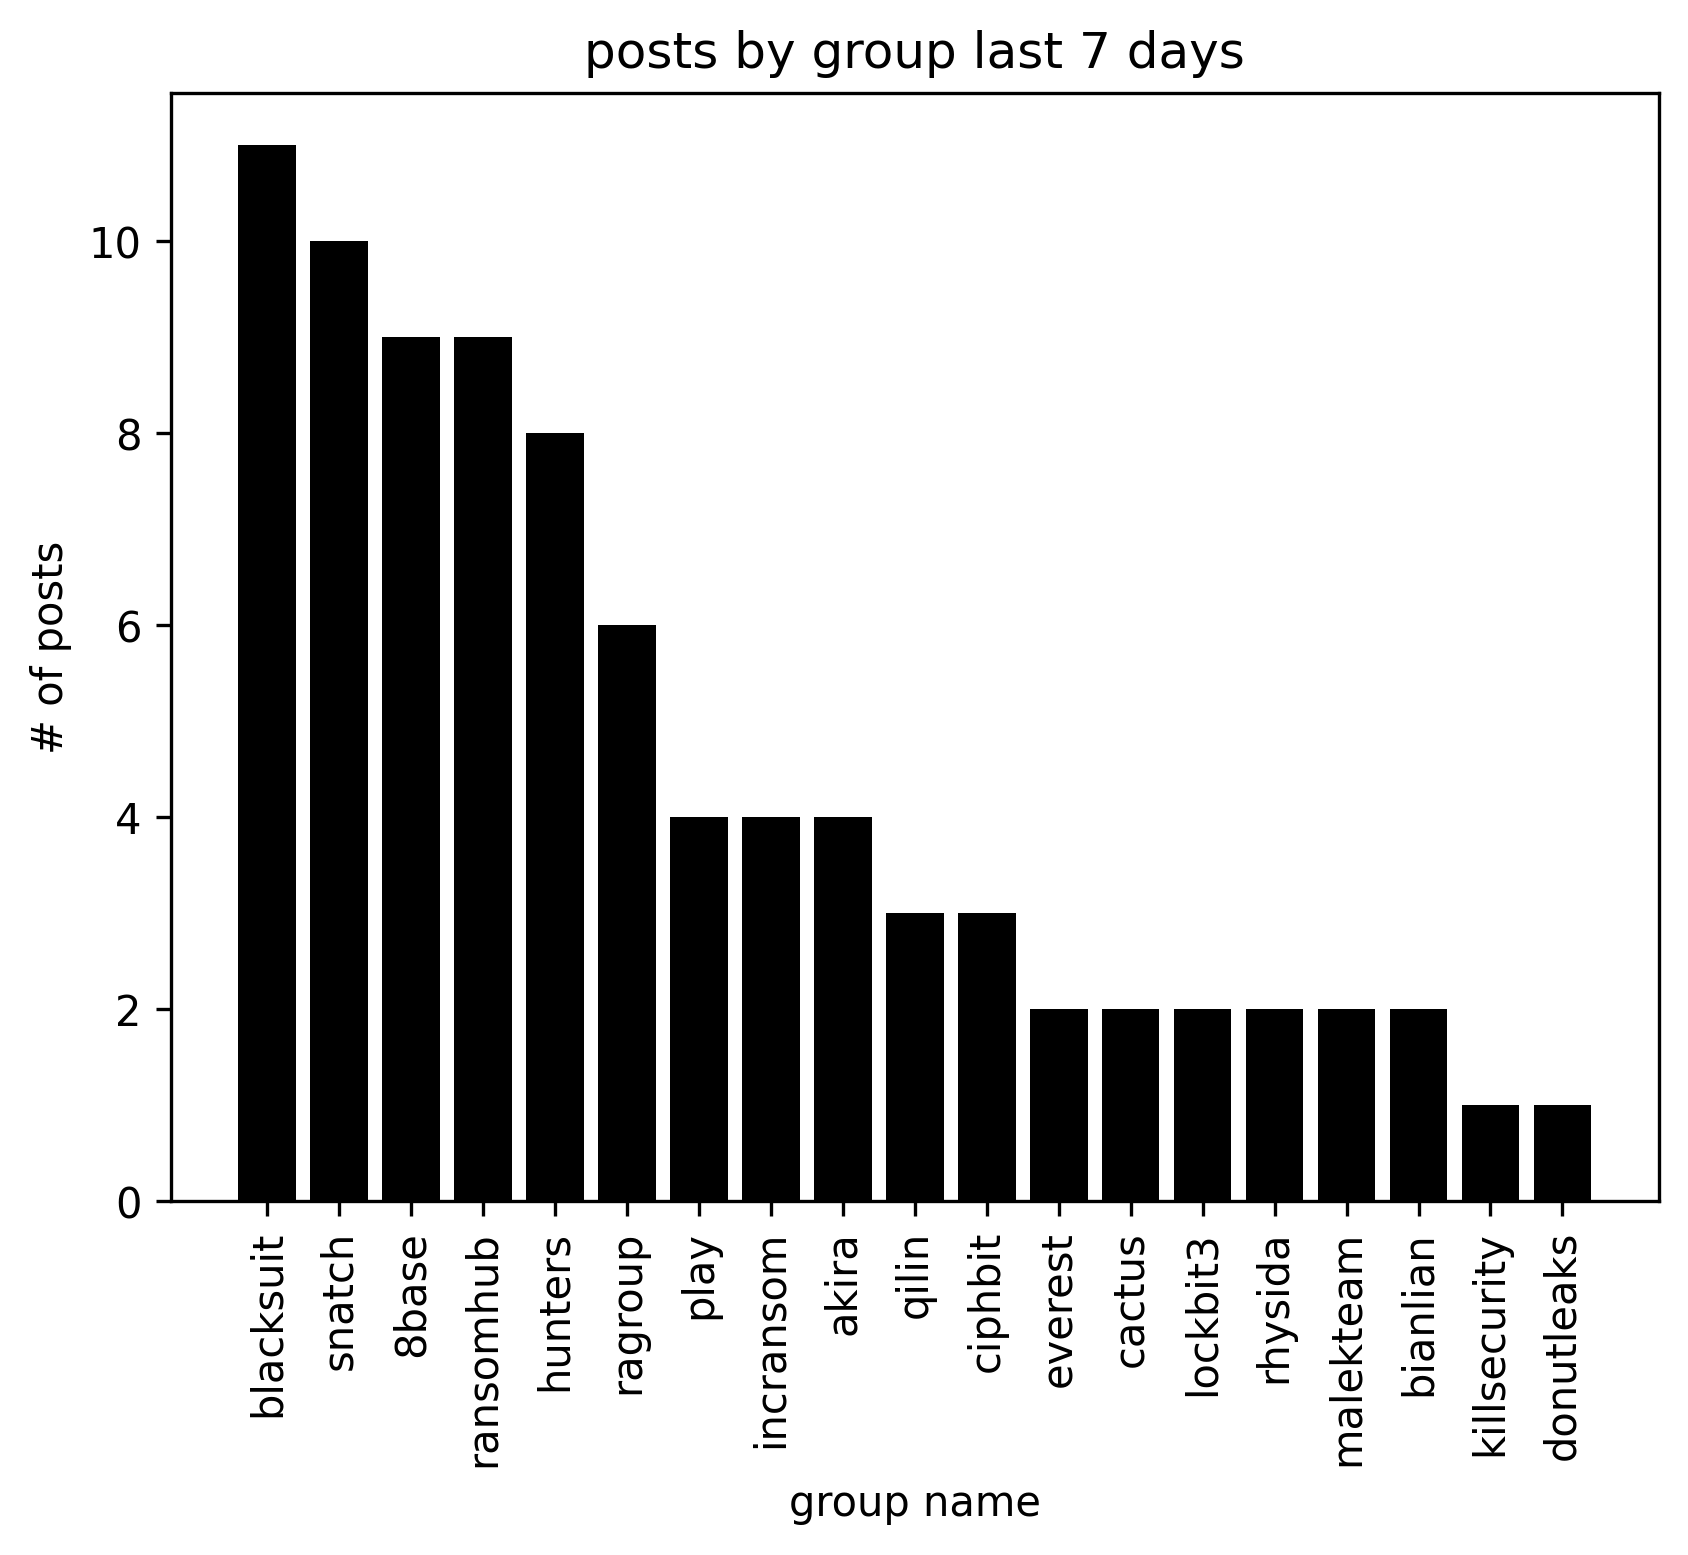 posts by group last 7 days
# of posts
10
8
6
4
2
0
blacksuit
snatch
8base
ransomhub
hunters
ragroup
play
incransom
akira
qilin
ciphbit
everest
cactus
lockbit3
rhysida
malekteam
bianlian
killsecurity
donutleaks
group name